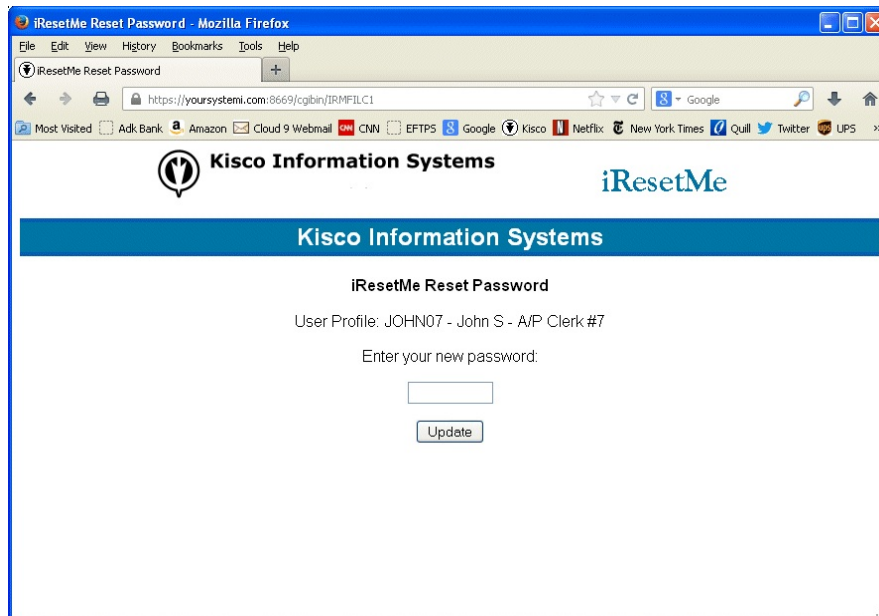 iResetMe Reset Password - Mozilla Firefox
File Edit View History Bookmarks Tools Help
iResetMe Reset Password
https://yoursystemi.com:8669/cgibin/IRMFILC1 Google
Most Visited Adk Bank Amazon Cloud 9 Webmail CNN EFTPS Google Kisco Netflix New York Times Quill Twitter UPS »
Kisco Information Systems
iResetMe
Kisco Information Systems
iResetMe Reset Password
User Profile: JOHN07 - John S - A/P Clerk #7
Enter your new password:
Update